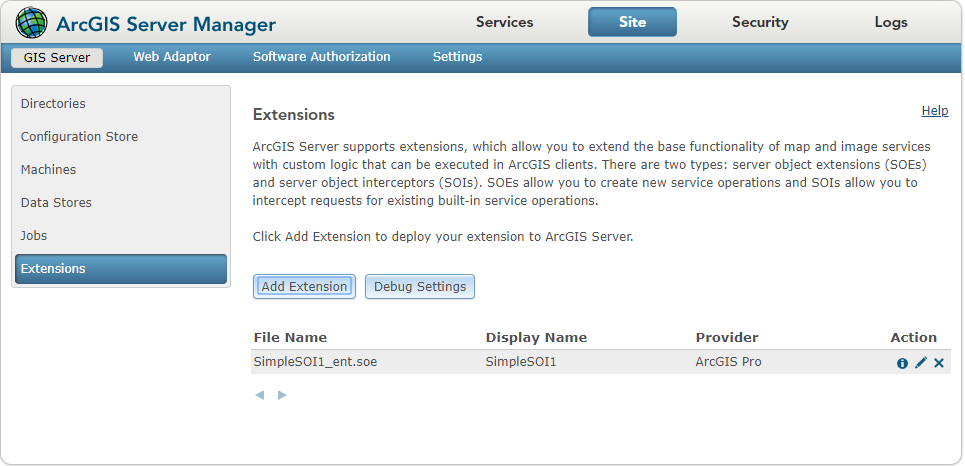 ArcGIS Server Manager
Services Site Security Logs
GIS Server Web Adaptor Software Authorization Settings
Directories
Configuration Store
Machines
Data Stores
Jobs
Extensions
Extensions
Help
ArcGIS Server supports extensions, which allow you to extend the base functionality of map and image services
with custom logic that can be executed in ArcGIS clients. There are two types: server object extensions (SOEs)
and server object interceptors (SOIs). SOEs allow you to create new service operations and SOIs allow you to
intercept requests for existing built-in service operations.
Click Add Extension to deploy your extension to ArcGIS Server.
Add Extension Debug Settings
File Name Display Name Provider Action
SimpleSOI1_ent.soe SimpleSOI1 ArcGIS Pro